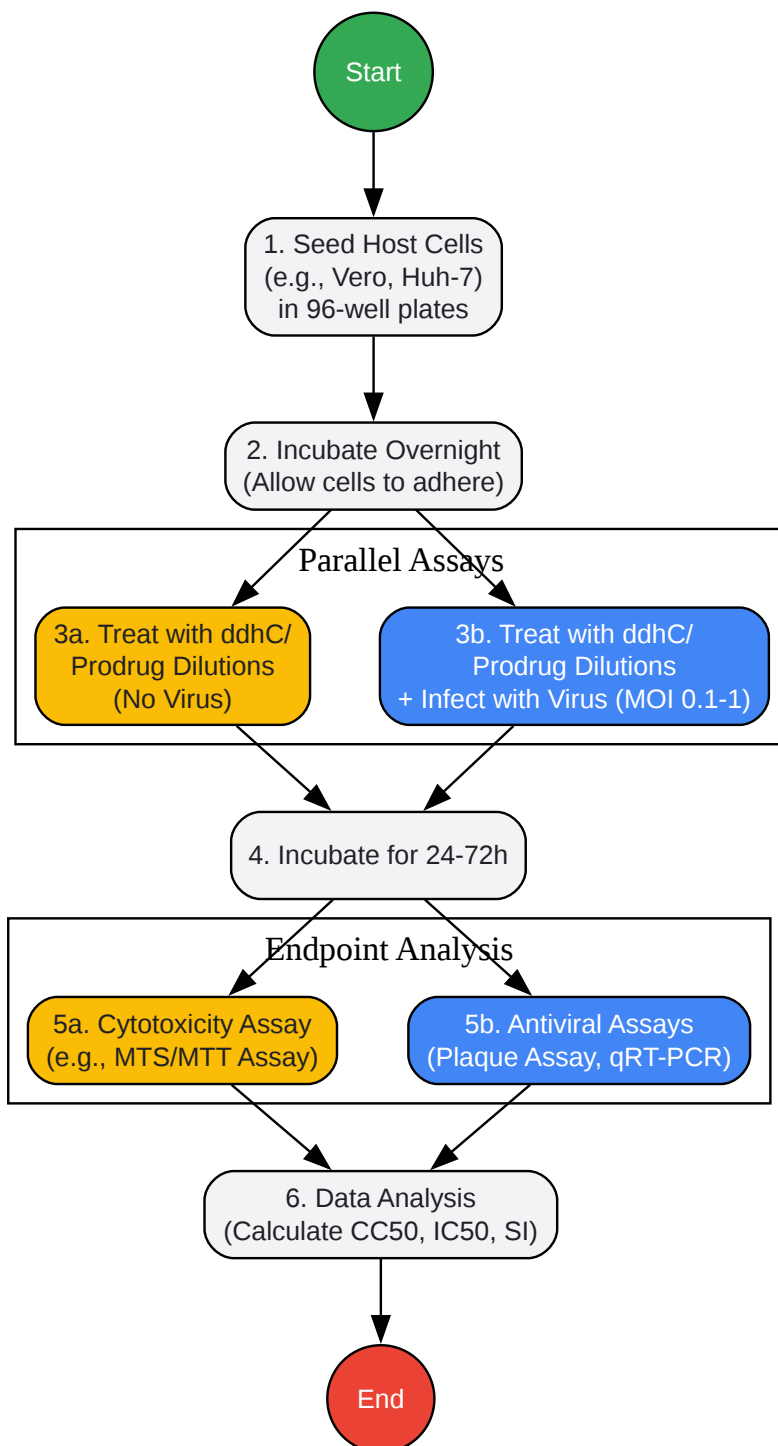 Start
1. Seed Host Cells
(e.g., Vero, Huh-7)
in 96-well plates
2. Incubate Overnight
(Allow cells to adhere)
Parallel Assays
3a. Treat with ddhC/
Prodrug Dilutions
(No Virus)
3b. Treat with ddhC/
Prodrug Dilutions
+ Infect with Virus (MOI 0.1-1)
4. Incubate for 24-72h
Endpoint Analysis
5a. Cytotoxicity Assay
(e.g., MTS/MTT Assay)
5b. Antiviral Assays
(Plaque Assay, qRT-PCR)
6. Data Analysis
(Calculate CC50, IC50, SI)
End